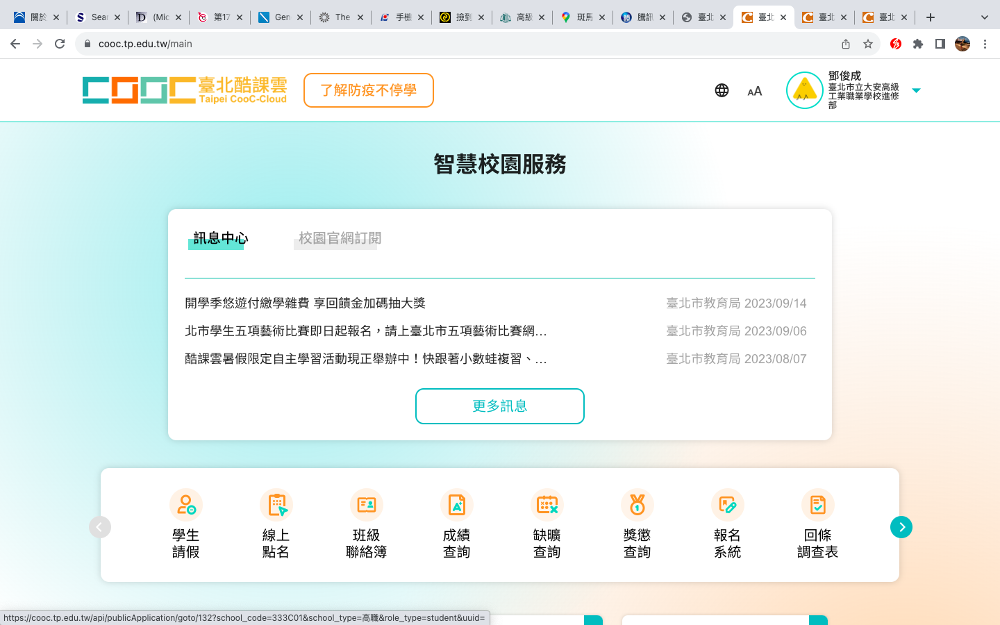 關於
Sear
(Mic
第17
Gen
The
手機
撿到
高級
斑馬
騰訊
臺北
臺北
臺北
臺北
cooc.tp.edu.tw/main
COOC 臺北酷課雲
Taipei CooC-Cloud
了解防疫不停學
AA
鄧俊成
臺北市立大安高級
工業職業學校進修
部
智慧校園服務
訊息中心
校園官網訂閱
開學季悠遊付繳學雜費 享回饋金加碼抽大獎
臺北市教育局 2023/09/14
北市學生五項藝術比賽即日起報名，請上臺北市五項藝術比賽網...
臺北市教育局 2023/09/06
酷課雲暑假限定自主學習活動現正舉辦中！快跟著小數蛙複習、...
臺北市教育局 2023/08/07
更多訊息
學生
請假
線上
點名
班級
聯絡簿
成績
查詢
缺曠
查詢
獎懲
查詢
報名
系統
回條
調查表
https://cooc.tp.edu.tw/api/publicApplication/goto/132?school_code=333C01&school_type=高職&role_type=student&uuid=